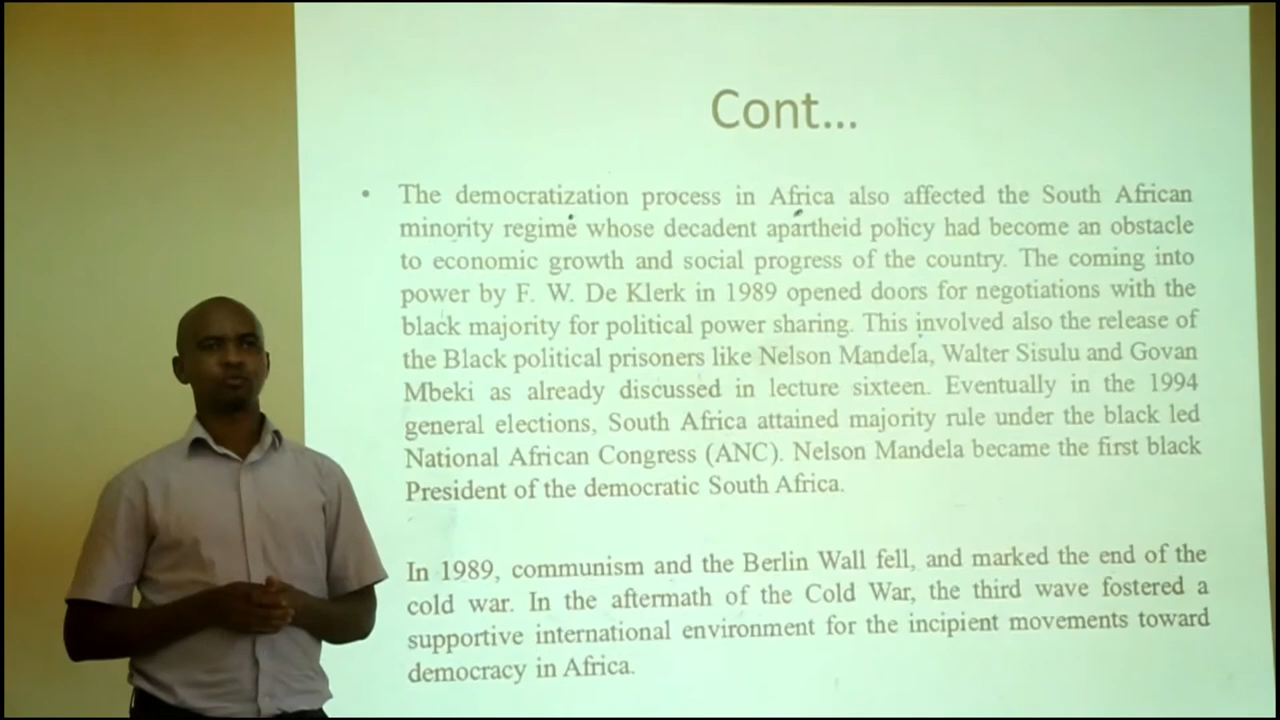 Cont...
• The democratization process in Africa also affected the South African
minority regime whose decadent apartheid policy had become an obstacle
to economic growth and social progress of the country. The coming into
power by F. W. De Klerk in 1989 opened doors for negotiations with the
black majority for political power sharing. This involved also the release of
the Black political prisoners like Nelson Mandela, Walter Sisulu and Govan
Mbeki as already discussed in lecture sixteen. Eventually in the 1994
general elections, South Africa attained majority rule under the black led
National African Congress (ANC). Nelson Mandela became the first black
President of the democratic South Africa.
In 1989, communism and the Berlin Wall fell, and marked the end of the
cold war. In the aftermath of the Cold War, the third wave fostered a
supportive international environment for the incipient movements toward
democracy in Africa.